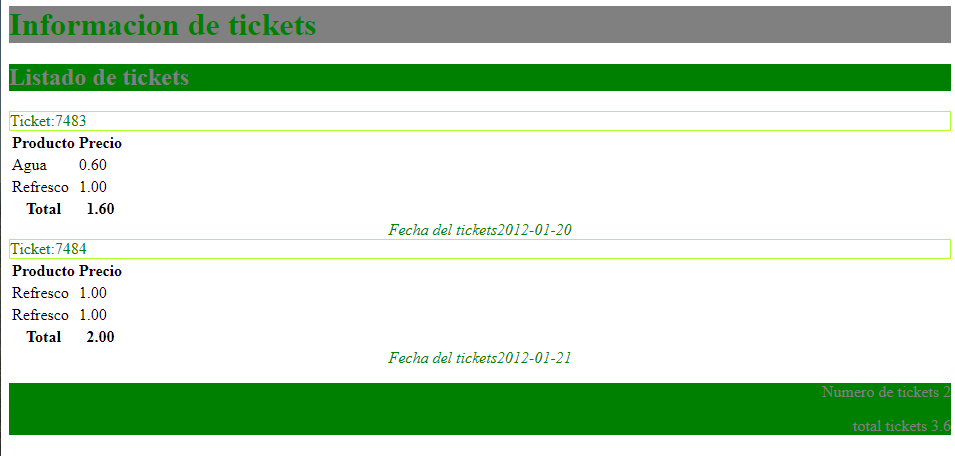 Informacion de tickets
Listado de tickets
Ticket:7483
Producto Precio
Agua 0.60
Refresco 1.00
Total 1.60
Fecha del tickets2012-01-20
Ticket:7484
Producto Precio
Refresco 1.00
Refresco 1.00
Total 2.00
Fecha del tickets2012-01-21
Numero de tickets 2
total tickets 3.6